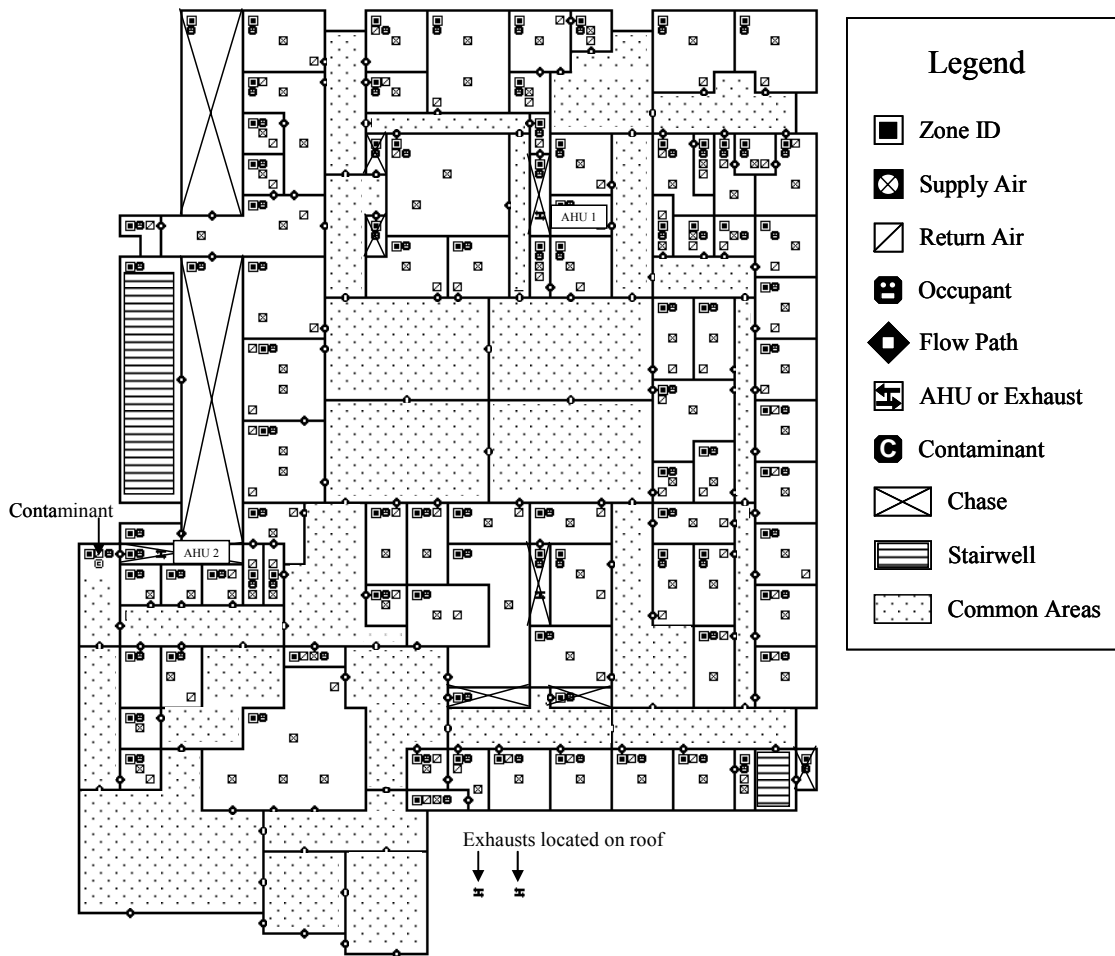 Legend
Zone ID
Supply Air
Return Air
Occupant
Flow Path
AHU or Exhaust
C Contaminant
Chase
Stairwell
Common Areas
AHU 1
Contaminant
AHU 2
C
Exhausts located on roof